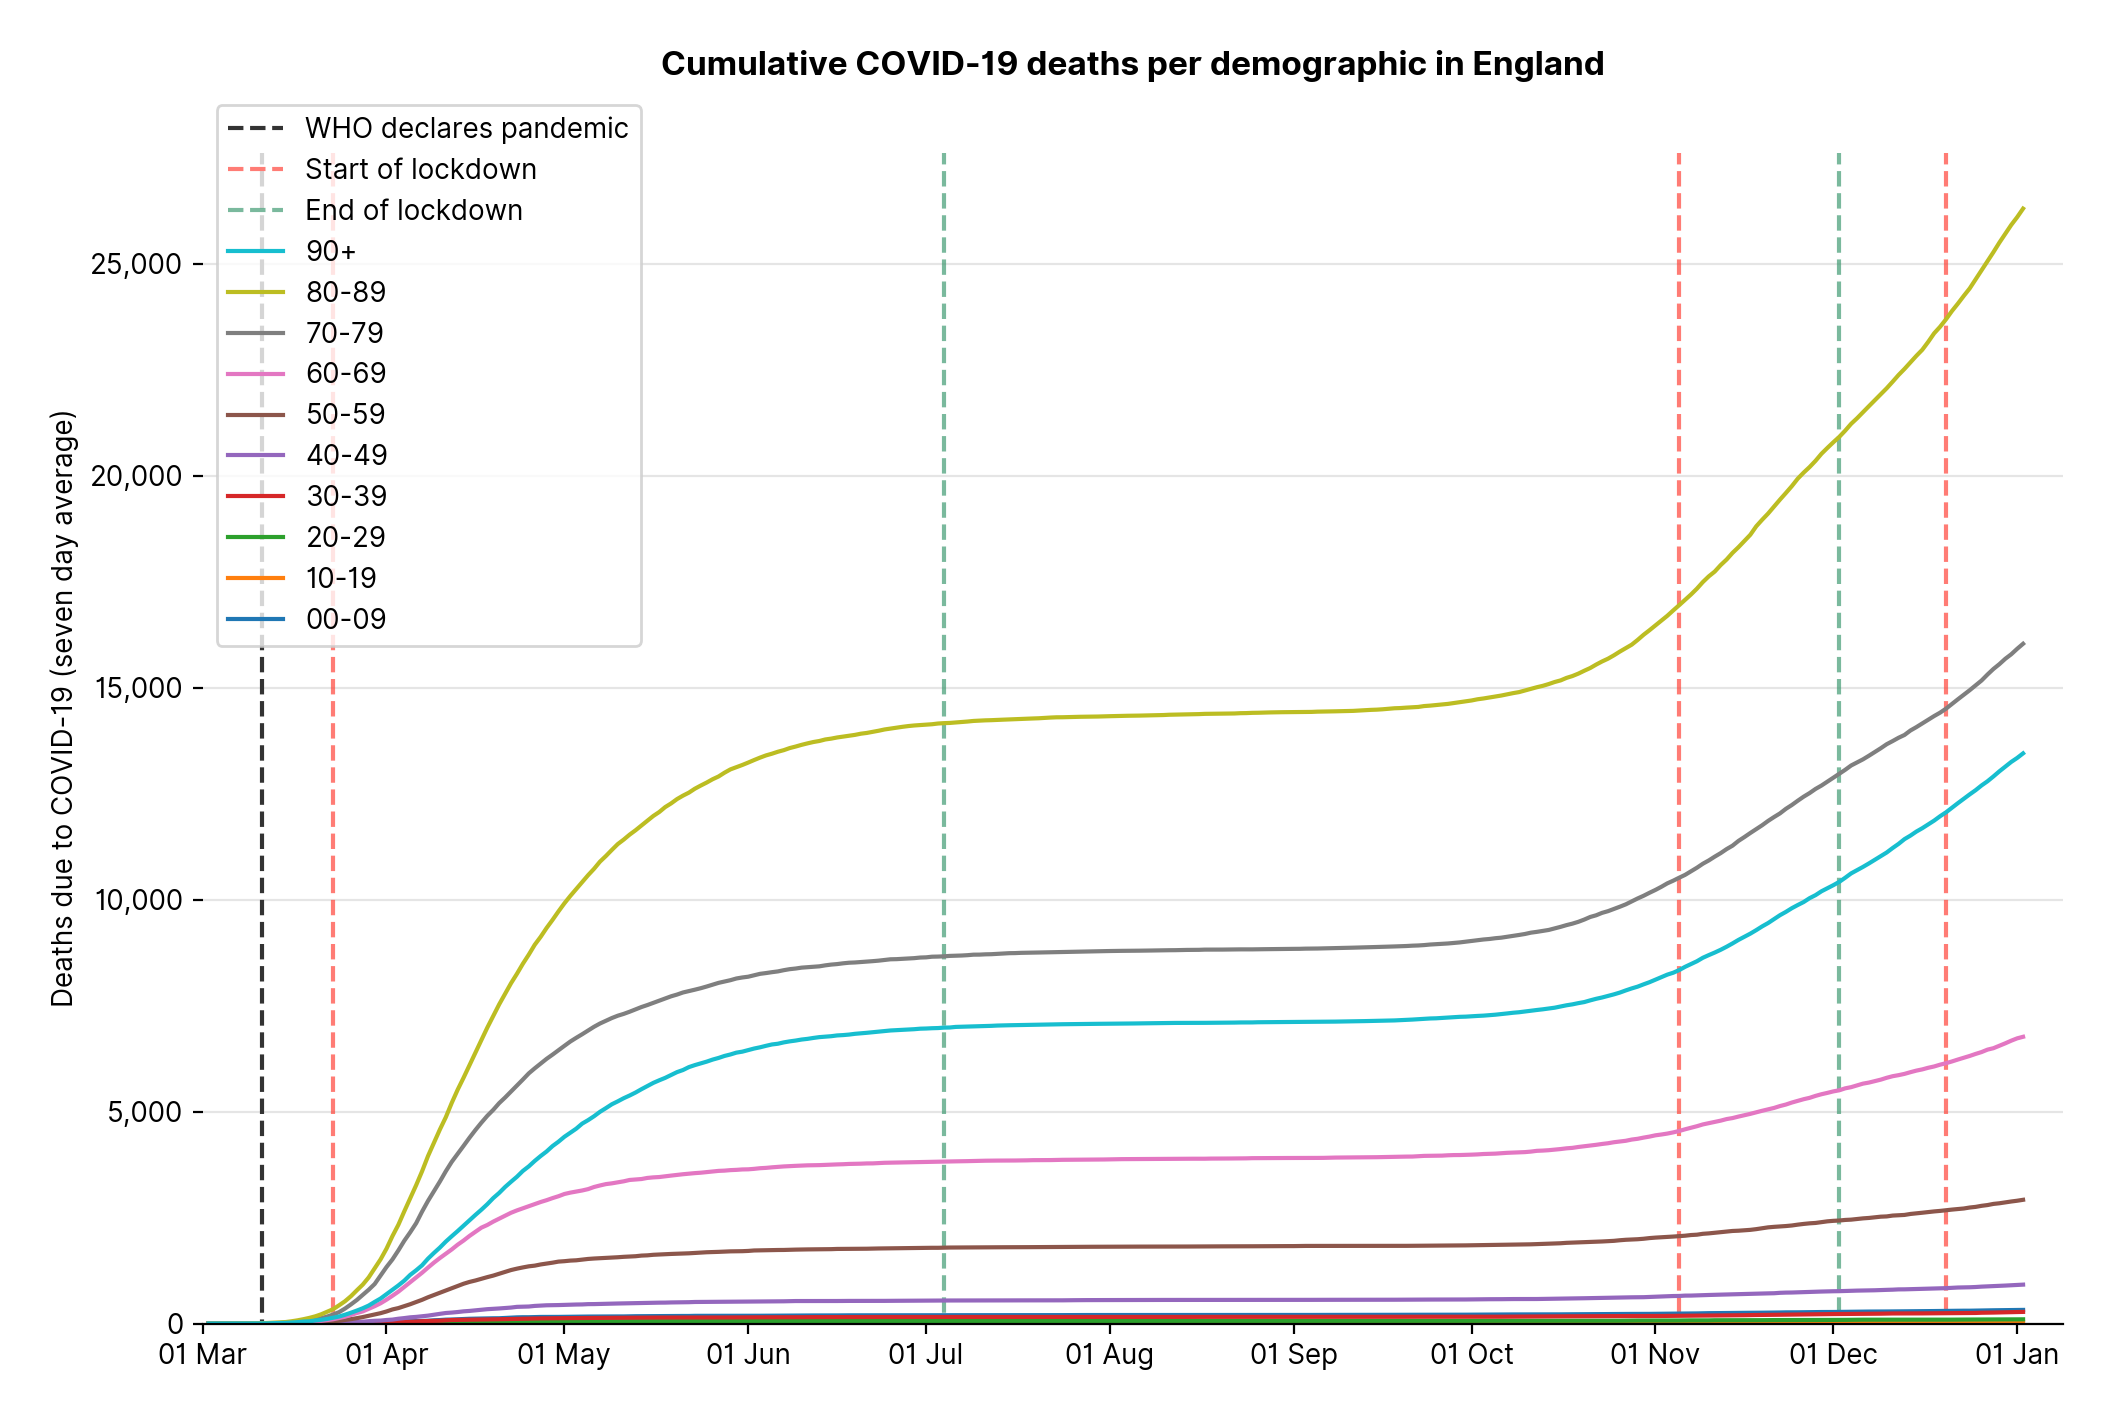 Cumulative COVID-19 deaths per demographic in England
WHO declares pandemic
Start of lockdown
End of lockdown
90+
80-89
70-79
60-69
50-59
40-49
30-39
20-29
10-19
00-09
Deaths due to COVID-19 (seven day average)
25,000
20,000
15,000
10,000
5,000
0
01 Mar 01 Apr 01 May 01 Jun 01 Jul 01 Aug 01 Sep 01 Oct 01 Nov 01 Dec 01 Jan